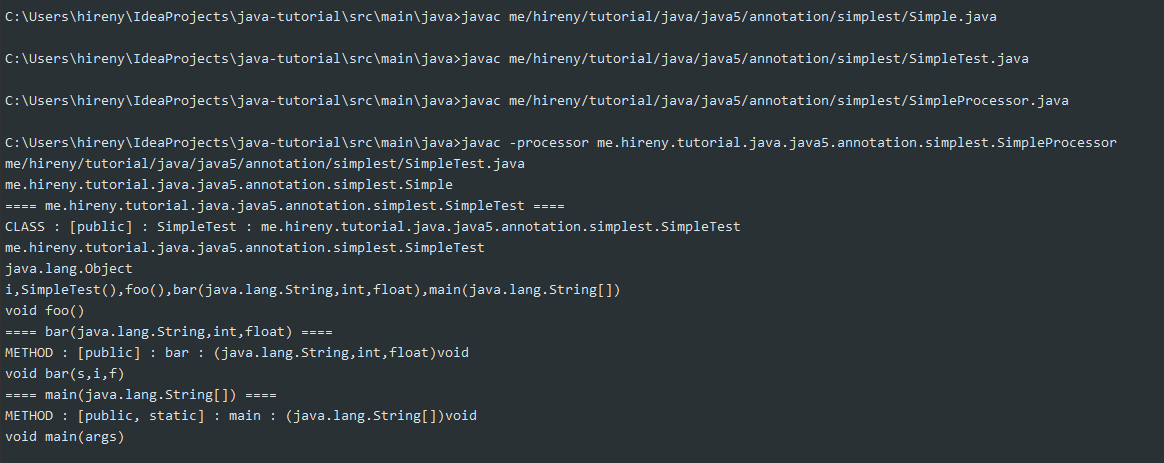 C:\Users\hireny\IdeaProjects\java-tutorial\src\main\java>javac me/hireny/tutorial/java/java5/annotation/simplest/Simple.java
C:\Users\hireny\IdeaProjects\java-tutorial\src\main\java>javac me/hireny/tutorial/java/java5/annotation/simplest/SimpleTest.java
C:\Users\hireny\IdeaProjects\java-tutorial\src\main\java>javac me/hireny/tutorial/java/java5/annotation/simplest/SimpleProcessor.java
C:\Users\hireny\IdeaProjects\java-tutorial\src\main\java>javac -processor me.hireny.tutorial.java.java5.annotation.simplest.SimpleProcessor
me/hireny/tutorial/java/java5/annotation/simplest/SimpleTest.java
me.hireny.tutorial.java.java5.annotation.simplest.Simple
==== me.hireny.tutorial.java.java5.annotation.simplest.SimpleTest ====
CLASS : [public] : SimpleTest : me.hireny.tutorial.java.java5.annotation.simplest.SimpleTest
me.hireny.tutorial.java.java5.annotation.simplest.SimpleTest
java.lang.Object
i,SimpleTest(),foo(),bar(java.lang.String,int,float),main(java.lang.String[])
void foo()
==== bar(java.lang.String,int,float) ====
METHOD : [public] : bar : (java.lang.String,int,float)void
void bar(s,i,f)
==== main(java.lang.String[]) ====
METHOD : [public, static] : main : (java.lang.String[])void
void main(args)